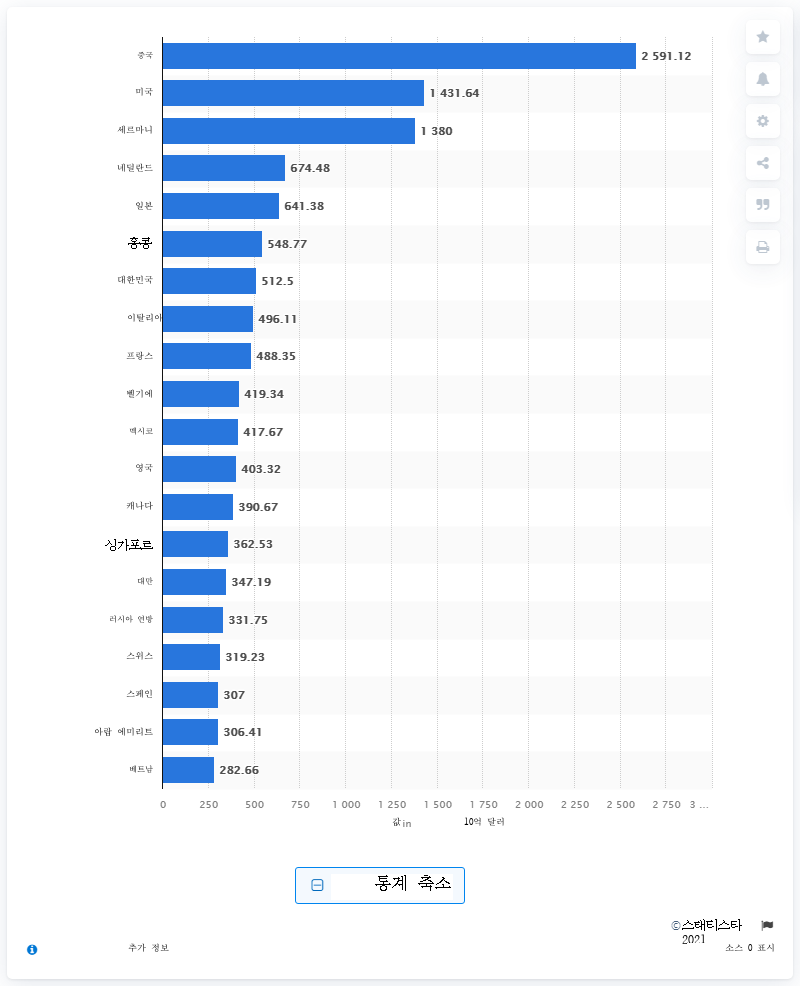 중국 2 591.12
미국 1 431.64
세르마니 1 380
네덜란드 674.48
일본 641.38
홍콩 548.77
대한민국 512.5
이탈리아 496.11
프랑스 488.35
벨기에 419.34
멕시코 417.67
영국 403.32
캐나다 390.67
싱가포르 362.53
대만 347.19
러시아 연방 331.75
스위스 319.23
스페인 307
아랍 에미리트 306.41
베트남 282.66
0 250 500 750 1 000 1 250 1 500 1 750 2 000 2 250 2 500 2 750 3 ...
값 in 10억 달러
통계 축소
©스태티스타
2021
추가 정보 소스 0 표시